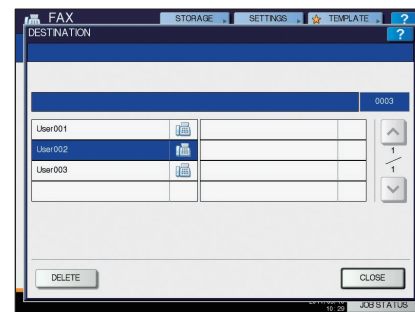 FAX STORAGE SETTINGS TEMPLATE ?
DESTINATION ?
0003
User001
User002 1
User003 1
DELETE CLOSE
10:29 JOB STATUS